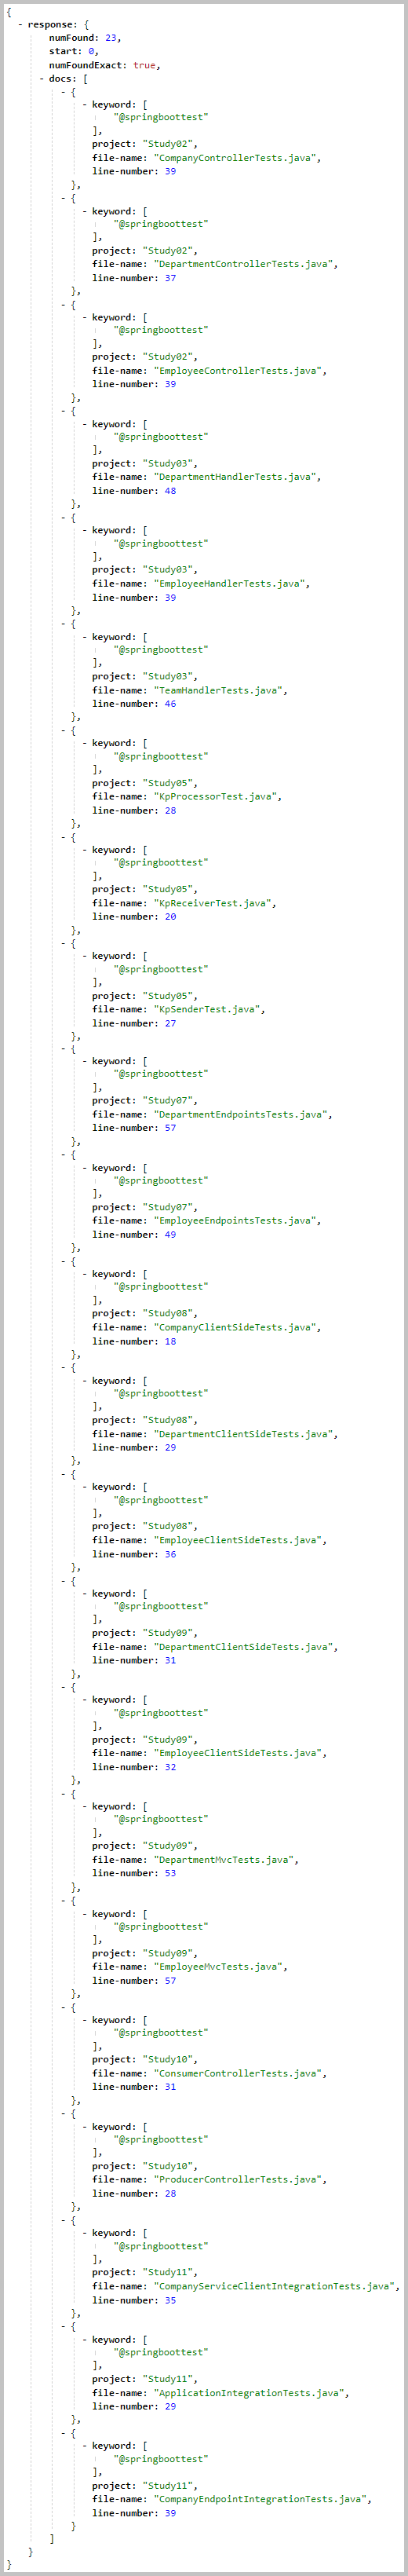 {
- response: {
numFound: 23,
start: 0,
numFoundExact: true,
- docs: [
- {
- keyword: [
"@springboottest"
],
project: "Study02",
file-name: "CompanyControllerTests.java",
line-number: 39
},
- {
- keyword: [
"@springboottest"
],
project: "Study02",
file-name: "DepartmentControllerTests.java",
line-number: 37
},
- {
- keyword: [
"@springboottest"
],
project: "Study02",
file-name: "EmployeeControllerTests.java",
line-number: 39
},
- {
- keyword: [
"@springboottest"
],
project: "Study03",
file-name: "DepartmentHandlerTests.java",
line-number: 48
},
- {
- keyword: [
"@springboottest"
],
project: "Study03",
file-name: "EmployeeHandlerTests.java",
line-number: 39
},
- {
- keyword: [
"@springboottest"
],
project: "Study03",
file-name: "TeamHandlerTests.java",
line-number: 46
},
- {
- keyword: [
"@springboottest"
],
project: "Study05",
file-name: "KpProcessorTest.java",
line-number: 28
},
- {
- keyword: [
"@springboottest"
],
project: "Study05",
file-name: "KpReceiverTest.java",
line-number: 20
},
- {
- keyword: [
"@springboottest"
],
project: "Study05",
file-name: "KpSenderTest.java",
line-number: 27
},
- {
- keyword: [
"@springboottest"
],
project: "Study07",
file-name: "DepartmentEndpointsTests.java",
line-number: 57
},
- {
- keyword: [
"@springboottest"
],
project: "Study07",
file-name: "EmployeeEndpointsTests.java",
line-number: 49
},
- {
- keyword: [
"@springboottest"
],
project: "Study08",
file-name: "CompanyClientSideTests.java",
line-number: 18
},
- {
- keyword: [
"@springboottest"
],
project: "Study08",
file-name: "DepartmentClientSideTests.java",
line-number: 29
},
- {
- keyword: [
"@springboottest"
],
project: "Study08",
file-name: "EmployeeClientSideTests.java",
line-number: 36
},
- {
- keyword: [
"@springboottest"
],
project: "Study09",
file-name: "DepartmentClientSideTests.java",
line-number: 31
},
- {
- keyword: [
"@springboottest"
],
project: "Study09",
file-name: "EmployeeClientSideTests.java",
line-number: 32
},
- {
- keyword: [
"@springboottest"
],
project: "Study09",
file-name: "DepartmentMvcTests.java",
line-number: 53
},
- {
- keyword: [
"@springboottest"
],
project: "Study09",
file-name: "EmployeeMvcTests.java",
line-number: 57
},
- {
- keyword: [
"@springboottest"
],
project: "Study10",
file-name: "ConsumerControllerTests.java",
line-number: 31
},
- {
- keyword: [
"@springboottest"
],
project: "Study10",
file-name: "ProducerControllerTests.java",
line-number: 28
},
- {
- keyword: [
"@springboottest"
],
project: "Study11",
file-name: "CompanyServiceClientIntegrationTests.java",
line-number: 35
},
- {
- keyword: [
"@springboottest"
],
project: "Study11",
file-name: "ApplicationIntegrationTests.java",
line-number: 29
},
- {
- keyword: [
"@springboottest"
],
project: "Study11",
file-name: "CompanyEndpointIntegrationTests.java",
line-number: 39
}
]
}
}